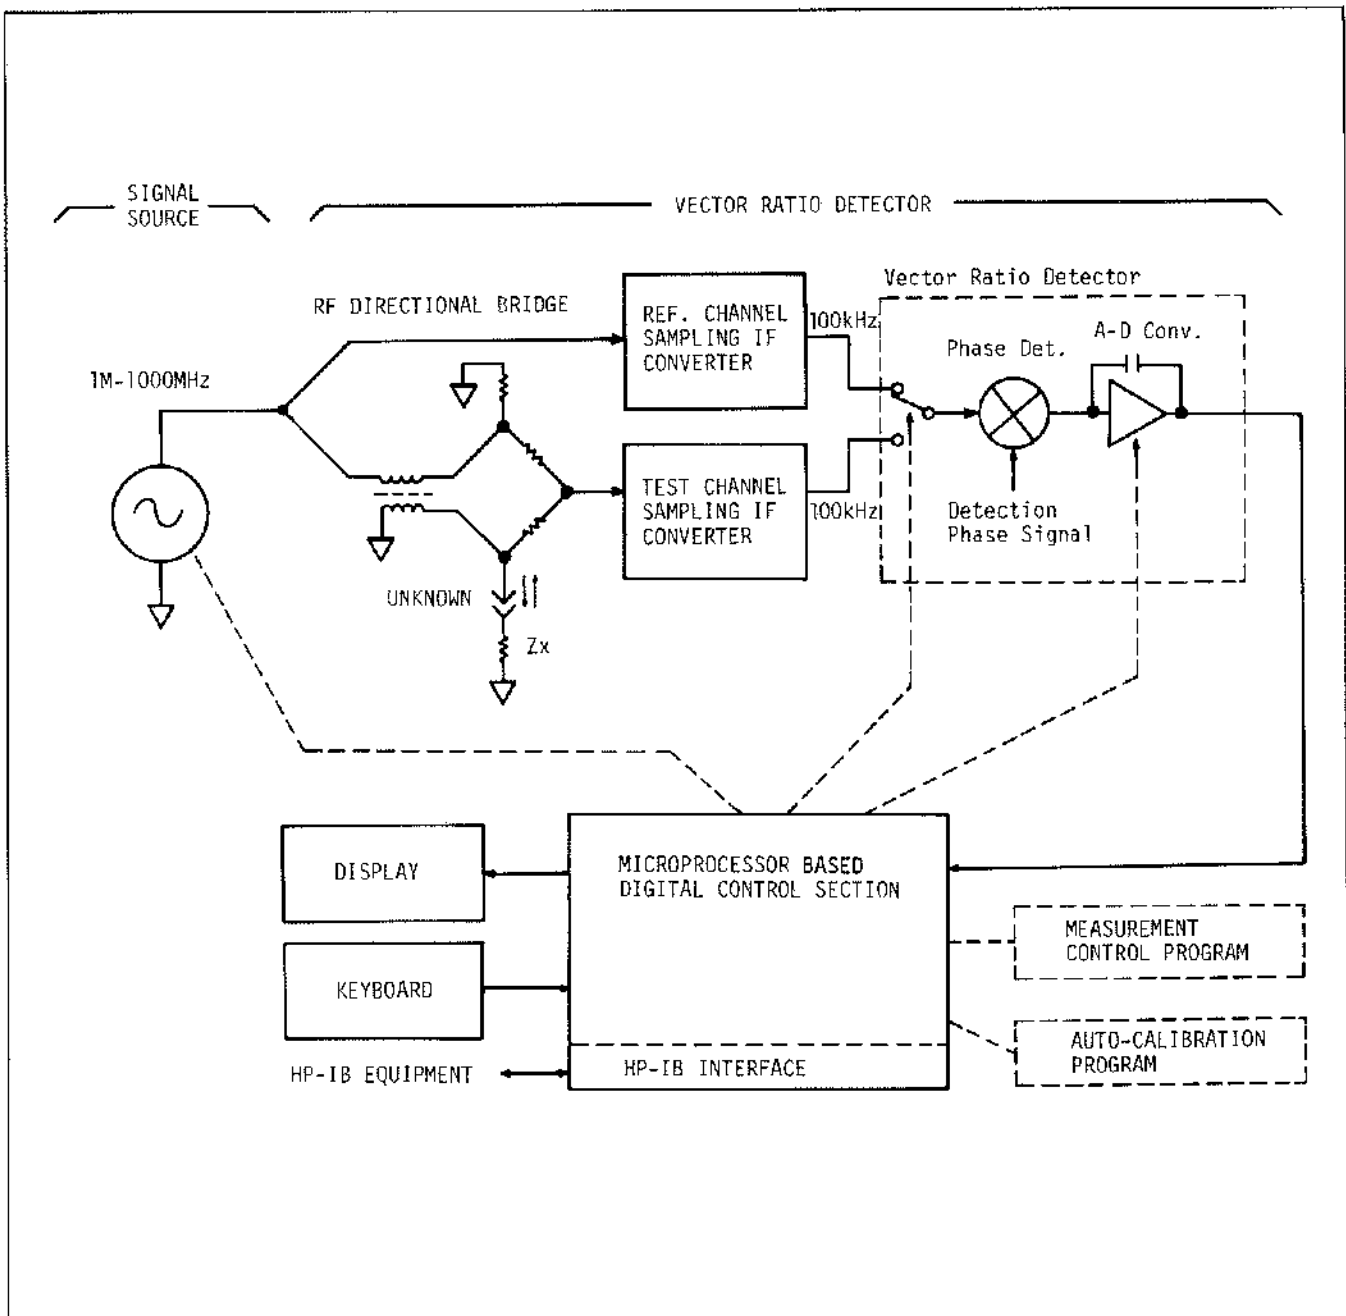 SIGNAL
SOURCE
VECTOR RATIO DETECTOR
Vector Ratio Detector
RF DIRECTIONAL BRIDGE
REF. CHANNEL
SAMPLING IF
CONVERTER
100kHz
A-D Conv.
Phase Det.
1M-1000MHz
TEST CHANNEL
SAMPLING IF
CONVERTER
100kHz
Detection
Phase Signal
UNKNOWN
Zx
DISPLAY
MICROPROCESSOR BASED
DIGITAL CONTROL SECTION
MEASUREMENT
CONTROL PROGRAM
KEYBOARD
AUTO-CALIBRATION
PROGRAM
HP-IB EQUIPMENT
HP-IB INTERFACE